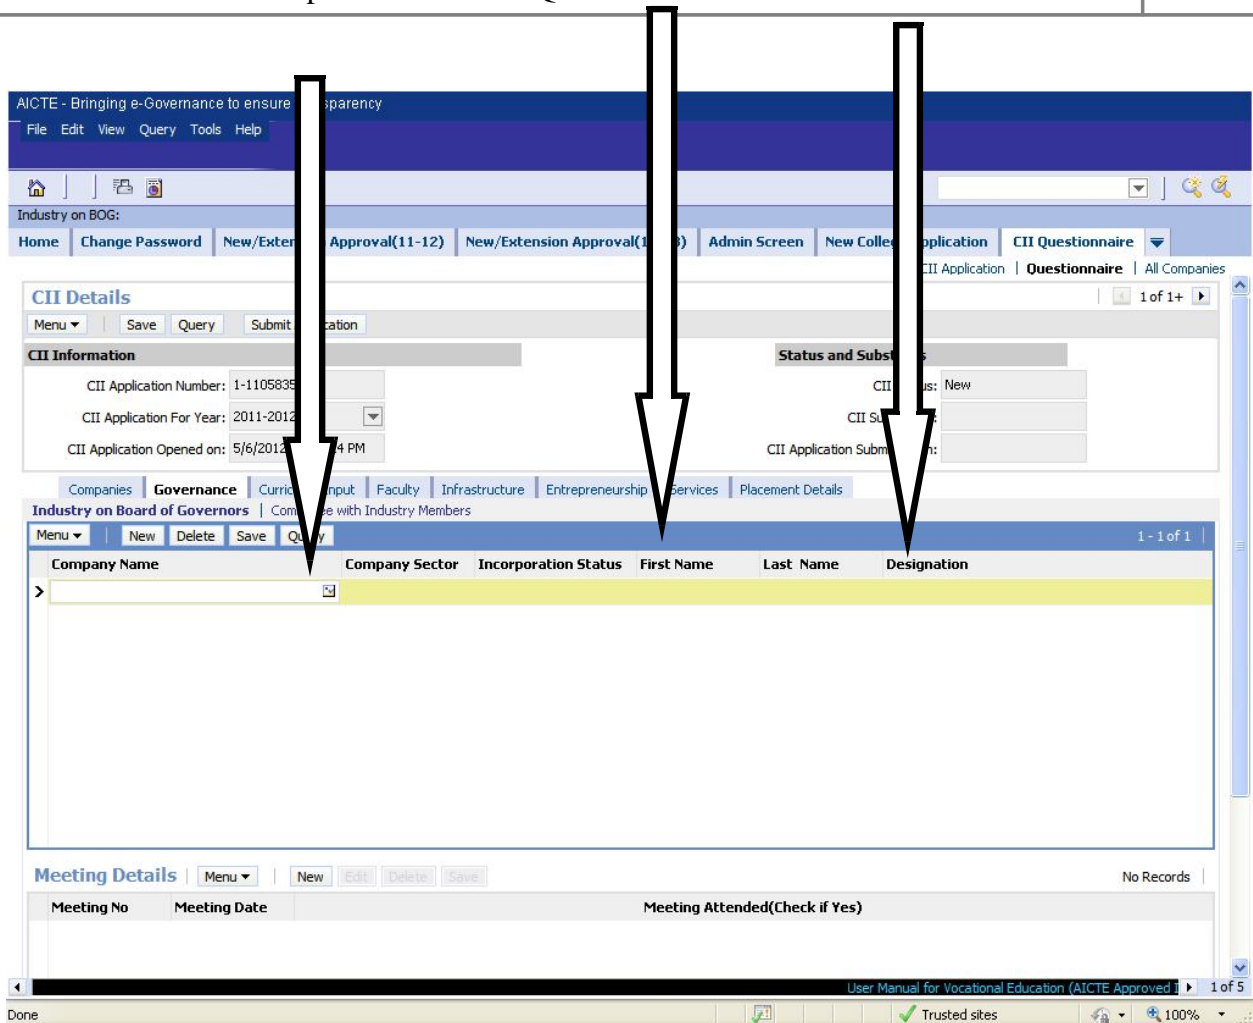 AICTE - Bringing e-Governance to ensure sparency
File Edit View Query Tools Help
Industry on BOG:
Home Change Password New/Exten Approval(11-12) New/Extension Approval(1 3) Admin Screen New Colleg pplication CII Questionnaire
CII Application | Questionnaire | All Companies
CII Details 1 of 1+
Menu Save Query Submit cation
CII Information Status and Subst s
CII Application Number: 1-1105835 CII us: New
CII Application For Year: 2011-2012 CII Su :
CII Application Opened on: 5/6/2012 4 PM CII Application Subm n:
Companies Governance Curric nput Faculty Infrastructure Entrepreneurship Services Placement Details
Industry on Board of Governors | Com ee with Industry Members
Menu New Delete Save Qu y 1 - 1 of 1
Company Name Company Sector Incorporation Status First Name Last Name Designation
Meeting Details Menu New Edit Delete Save No Records
Meeting No Meeting Date Meeting Attended(Check if Yes)
User Manual for Vocational Education (AICTE Approved I 1 of 5
Done Trusted sites 100%